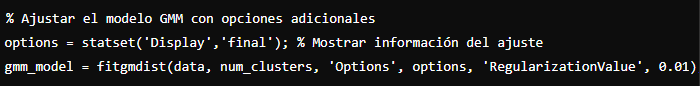 % Ajustar el modelo GMM con opciones adicionales
options = statset('Display','final'); % Mostrar información del ajuste
gmm_model = fitgmdist(data, num_clusters, 'Options', options, 'RegularizationValue', 0.01)